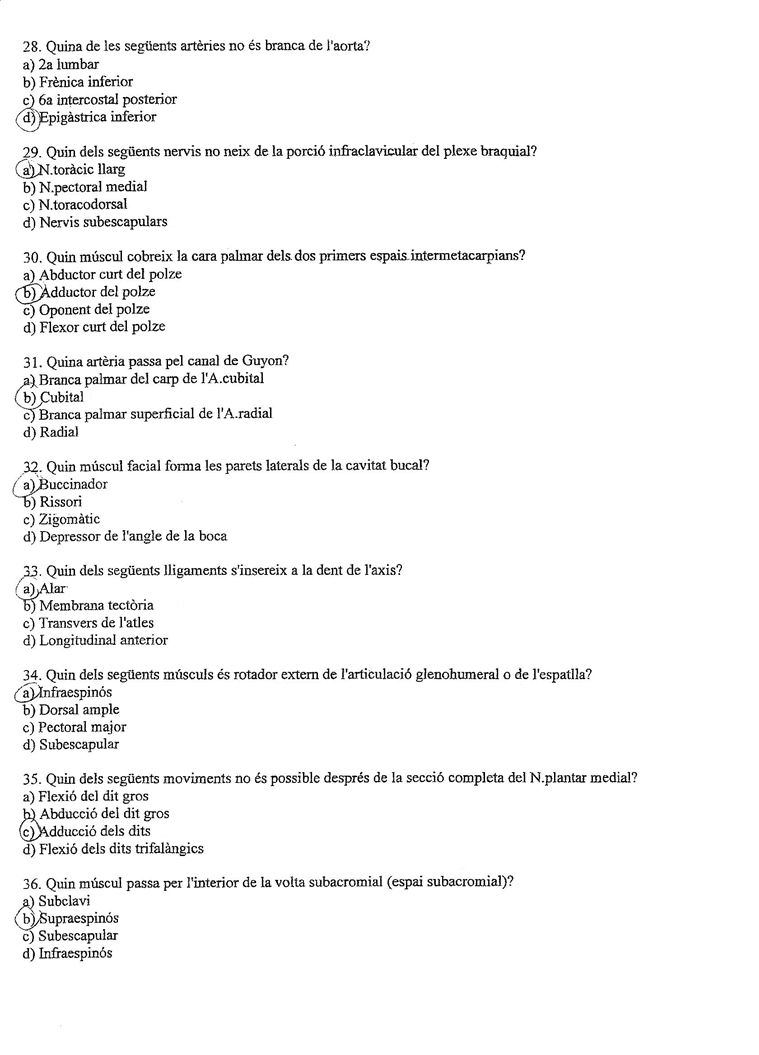 28. Quina de les següents artèries no és branca de l'aorta?
a) 2a lumbar
b) Frènica inferior
c) 6a intercostal posterior
d) Epigàstrica inferior
29. Quin dels següents nervis no neix de la porció infraclavicular del plexe braquial?
a) N.toràcic llarg
b) N.pectoral medial
c) N.toracodorsal
d) Nervis subescapulars
30. Quin múscul cobreix la cara palmar dels dos primers espais intermetacarpians?
a) Abductor curt del polze
b) Adductor del polze
c) Oponent del polze
d) Flexor curt del polze
31. Quina artèria passa pel canal de Guyon?
a) Branca palmar del carp de l'A.cubital
b) Cubital
c) Branca palmar superficial de l'A.radial
d) Radial
32. Quin múscul facial forma les parets laterals de la cavitat bucal?
a) Buccinador
b) Rissori
c) Zigomàtic
d) Depressor de l'angle de la boca
33. Quin dels següents lligaments s'insereix a la dent de l'axis?
a) Alar
b) Membrana tectòria
c) Transvers de l'atles
d) Longitudinal anterior
34. Quin dels següents músculs és rotador extern de l'articulació glenohumeral o de l'espatlla?
a) Infraespinós
b) Dorsal ample
c) Pectoral major
d) Subescapular
35. Quin dels següents moviments no és possible després de la secció completa del N.plantar medial?
a) Flexió del dit gros
b) Abducció del dit gros
c) Adducció dels dits
d) Flexió dels dits trifalàngics
36. Quin múscul passa per l'interior de la volta subacromial (espai subacromial)?
a) Subclavi
b) Supraespinós
c) Subescapular
d) Infraespinós